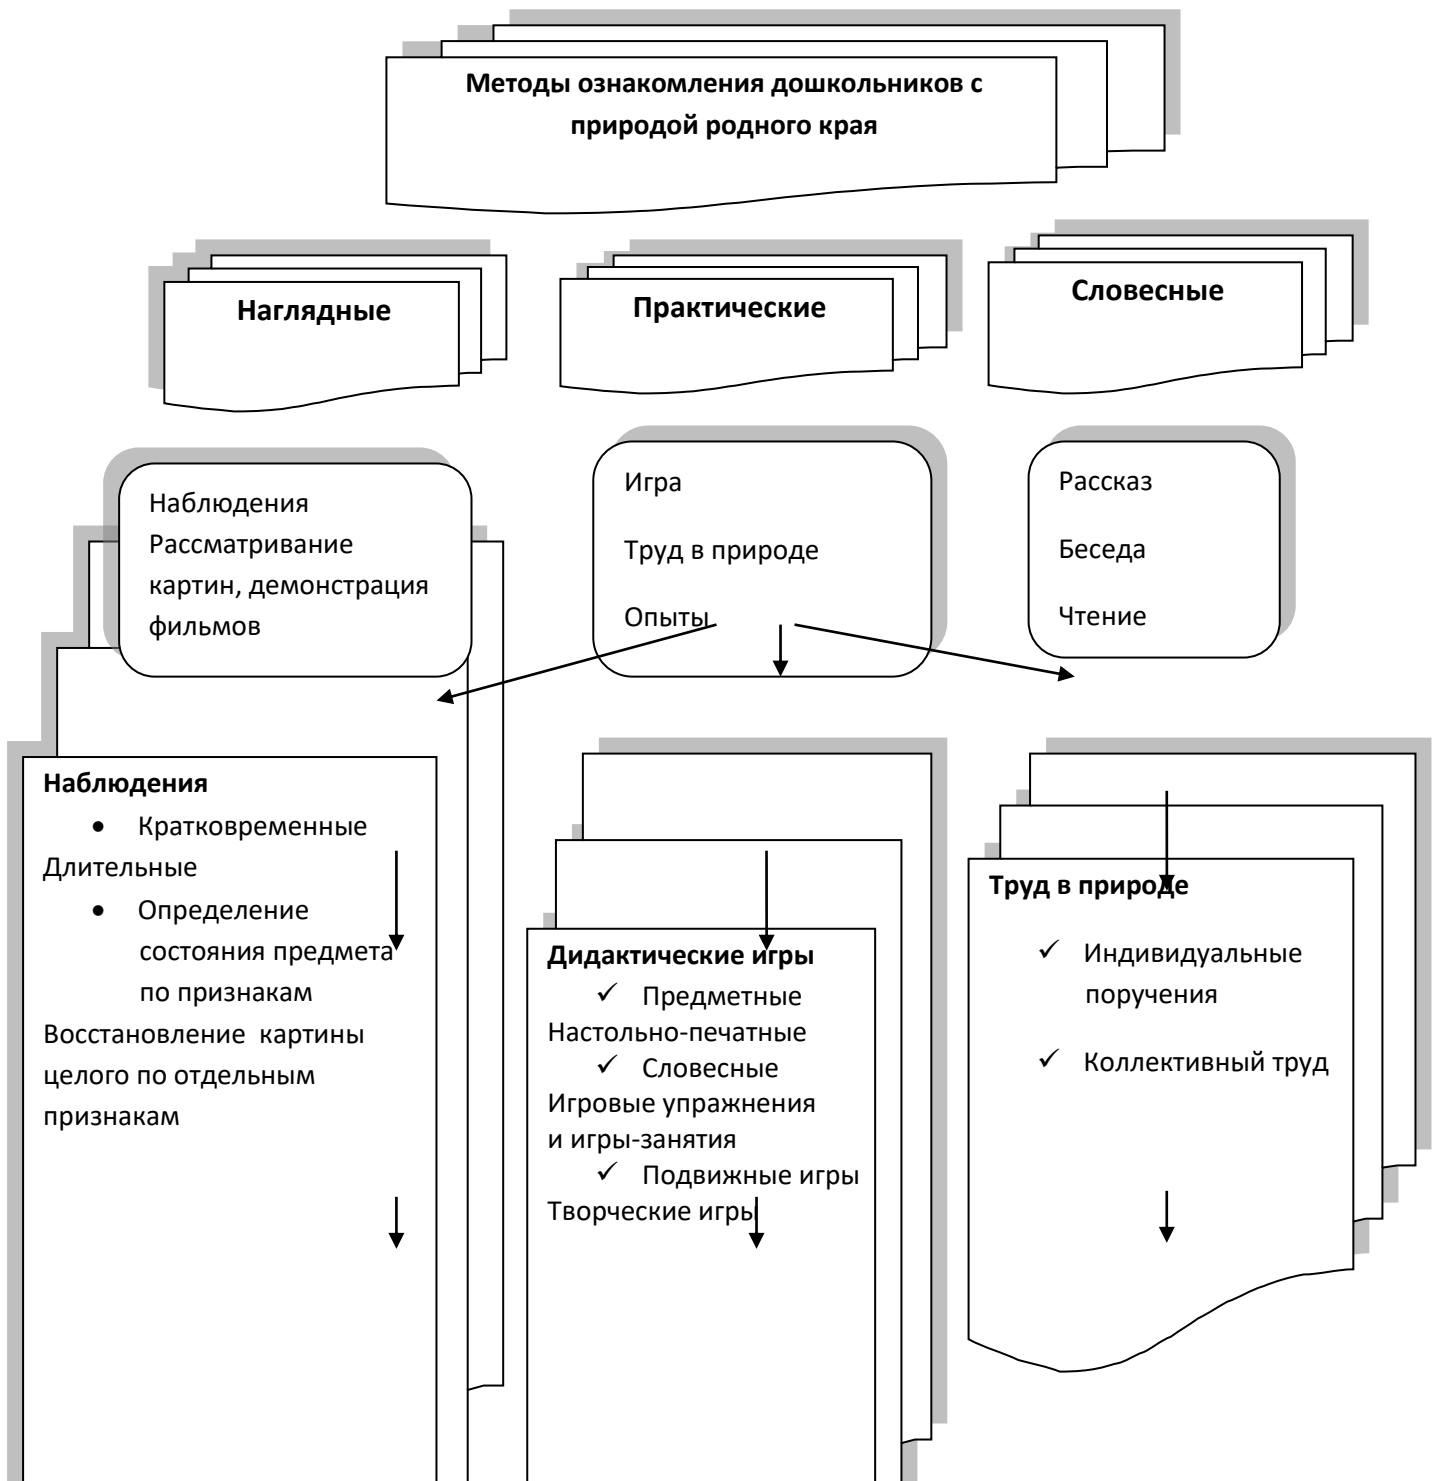 Методы ознакомления дошкольников с
природой родного края
Наглядные
Практические
Словесные
Наблюдения
Рассматривание
картин, демонстрация
фильмов
Игра
Труд в природе
Опыты
Рассказ
Беседа
Чтение
Наблюдения
• Кратковременные
Длительные
• Определение
состояния предмета
по признакам
Восстановление картины
целого по отдельным
признакам
Дидактические игры
✓ Предметные
Настольно-печатные
✓ Словесные
Игровые упражнения
и игры-занятия
✓ Подвижные игры
Творческие игры
Труд в природе
✓ Индивидуальные
поручения
✓ Коллективный труд